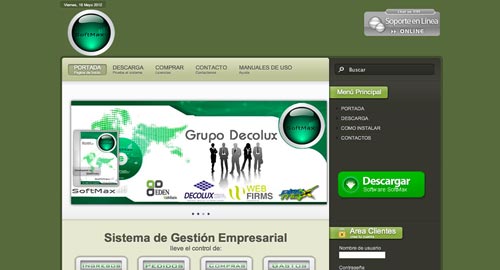 Viernes, 18 Mayo 2012
SoftMax
Soporte en Línea
ONLINE
PORTADA
Página de Inicio
DESCARGA
Prueba el sistema
COMPRAR
Licencias
CONTACTO
Contactenos
MANUALES DE USO
Ayuda
Buscar
Menú Principal
PORTADA
DESCARGA
COMO INSTALAR
CONTACTOS
Grupo Decolux
SoftMax
SoftMax
EDEN
DECOLUX
WEB FIRMS
Descargar
Software SoftMax
Sistema de Gestión Empresarial
lleve el control de:
INGRESOS
PEDIDOS
COMPRAS
GASTOS
Area Clientes
Nombre de usuario
Contraseña